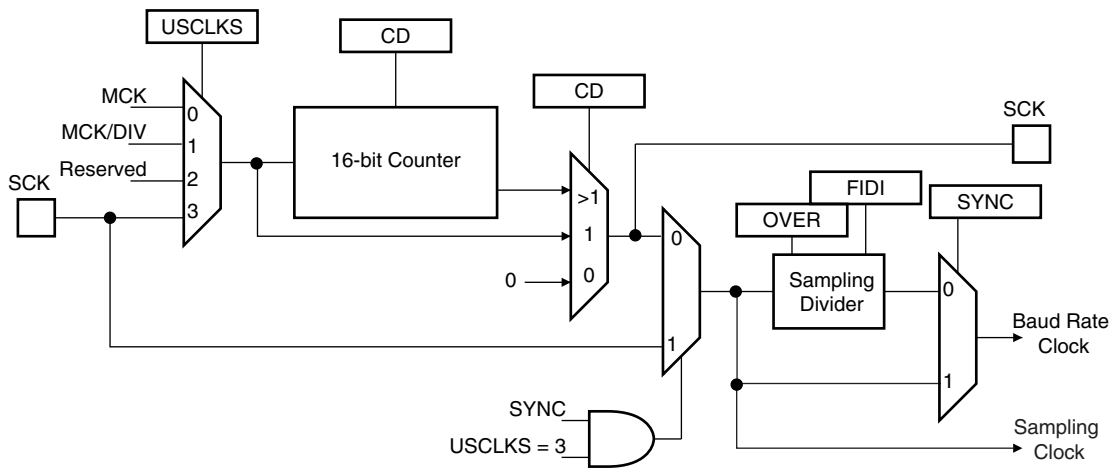 USCLKS
CD
CD
MCK
0
MCK/DIV
1
Reserved
2
SCK
3
16-bit Counter
>1
1
0
0
SCK
FIDI
OVER
SYNC
0
1
Sampling
Divider
0
1
Baud Rate
Clock
SYNC
USCLKS = 3
Sampling
Clock